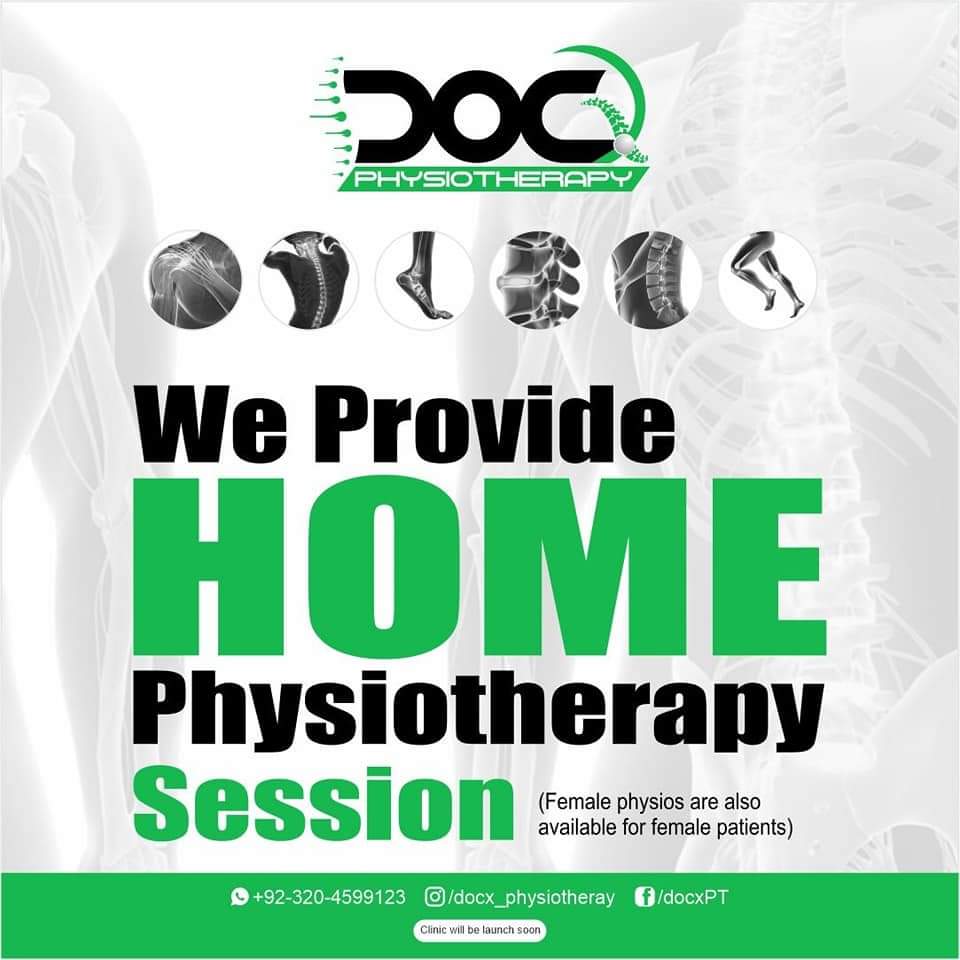 DOC
PHYSIOTHERAPY
We Provide
HOME
Physiotherapy
Session
(Female physios are also
available for female patients)
+92-320-4599123 /docx_physiotheray /docxPT
Clinic will be launch soon